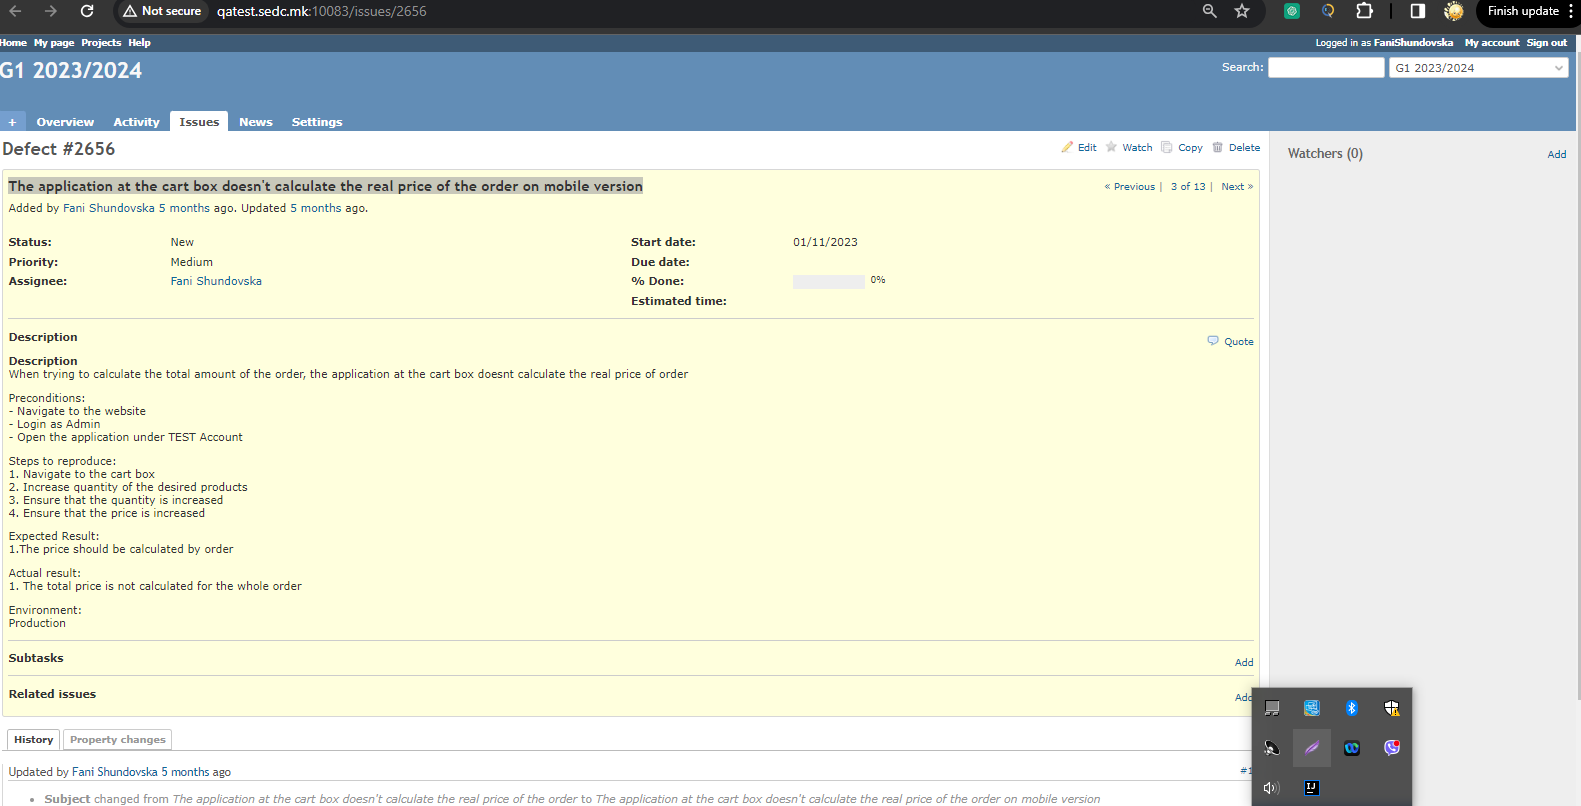 Not secure qatest.sedc.mk:10083/issues/2656 Finish update
Home My page Projects Help Logged in as FaniShundovska My account Sign out
G1 2023/2024 Search: G1 2023/2024
+ Overview Activity Issues News Settings
Defect #2656 Edit Watch Copy Delete Watchers (0) Add
The application at the cart box doesn't calculate the real price of the order on mobile version « Previous | 3 of 13 | Next »
Added by Fani Shundovska 5 months ago. Updated 5 months ago.
Status: New Start date: 01/11/2023
Priority: Medium Due date:
Assignee: Fani Shundovska % Done: 0%
Estimated time:
Description
Quote
Description
When trying to calculate the total amount of the order, the application at the cart box doesnt calculate the real price of order
Preconditions:
- Navigate to the website
- Login as Admin
- Open the application under TEST Account
Steps to reproduce:
1. Navigate to the cart box
2. Increase quantity of the desired products
3. Ensure that the quantity is increased
4. Ensure that the price is increased
Expected Result:
1.The price should be calculated by order
Actual result:
1. The total price is not calculated for the whole order
Environment:
Production
Subtasks Add
Related issues Add
History Property changes
Updated by Fani Shundovska 5 months ago #1
• Subject changed from The application at the cart box doesn't calculate the real price of the order to The application at the cart box doesn't calculate the real price of the order on mobile version
IJ